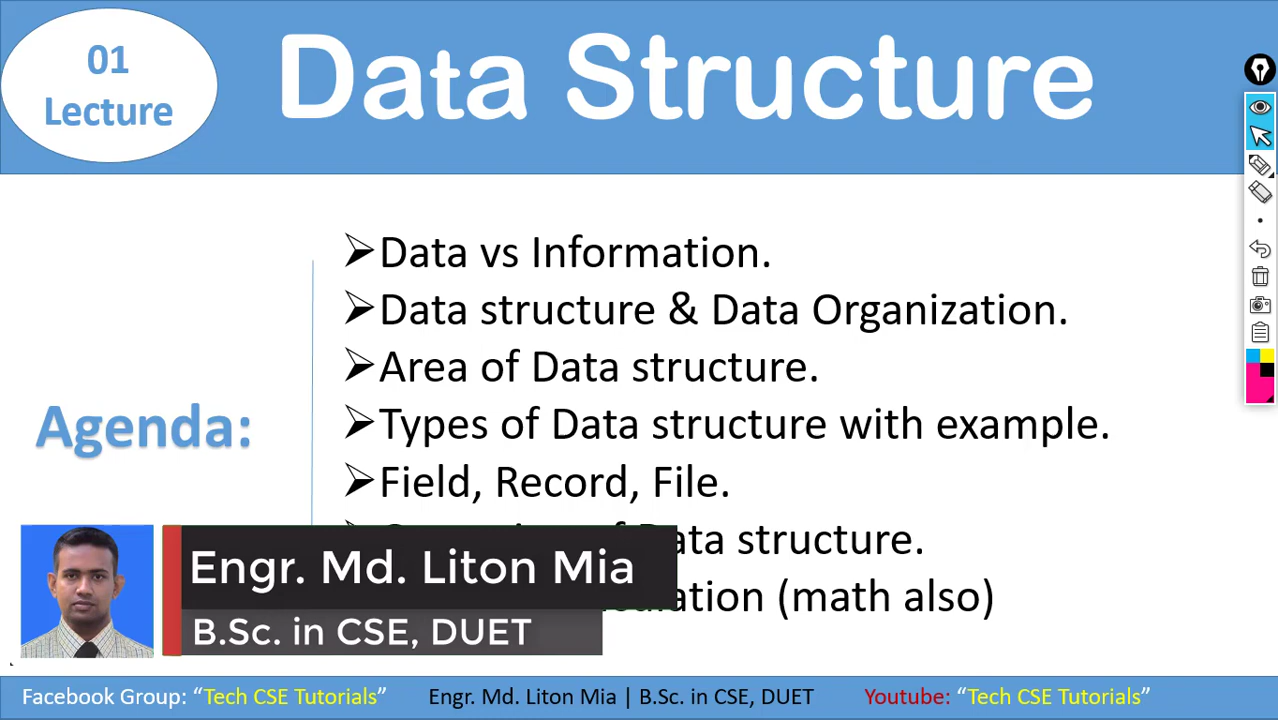 01
Lecture
Data Structure
➢Data vs Information.
➢Data structure & Data Organization.
➢Area of Data structure.
➢Types of Data structure with example.
Agenda:
➢Field, Record, File.
of Data structure.
Engr. Md. Liton Mia
(math also)
B.Sc. in CSE, DUET
Facebook Group: “Tech CSE Tutorials” Engr. Md. Liton Mia | B.Sc. in CSE, DUET Youtube: “Tech CSE Tutorials”